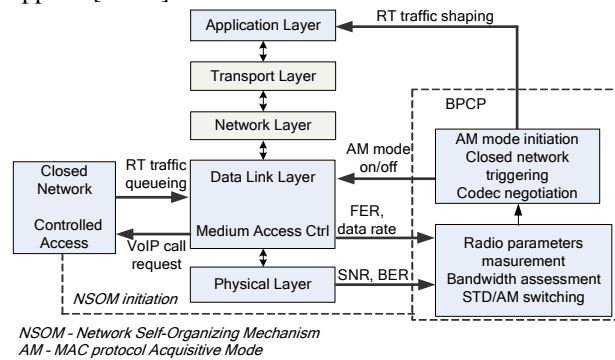 RT traffic shaping
Application Layer
Transport Layer
BPCP
Network Layer
AM mode
on/off
AM mode initiation
Closed network
triggering
Codec negotiation
Closed
Network
Controlled
Access
RT traffic
queueing
Data Link Layer
Medium Access Ctrl
FER,
data rate
VoIP call
request
Radio parameters
masurement
Bandwidth assessment
STD/AM switching
Physical Layer
SNR, BER
NSOM initiation
NSOM - Network Self-Organizing Mechanism
AM - MAC protocol Acquisitive Mode